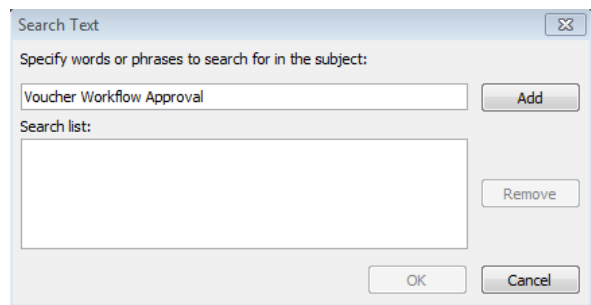 Search Text
Specify words or phrases to search for in the subject:
Voucher Workflow Approval
Add
Search list:
Remove
OK
Cancel